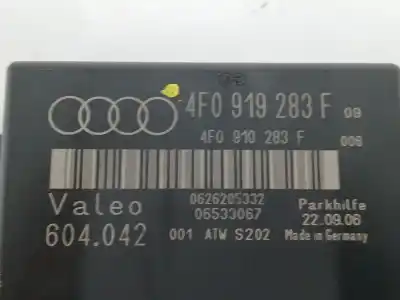 4F0 919 283 F 09
4F0 910 283 F 006
0626205332
Valeo 06533067 Parkhilfe
22.09.06
604.042 001 ATW S202 Made in Germany